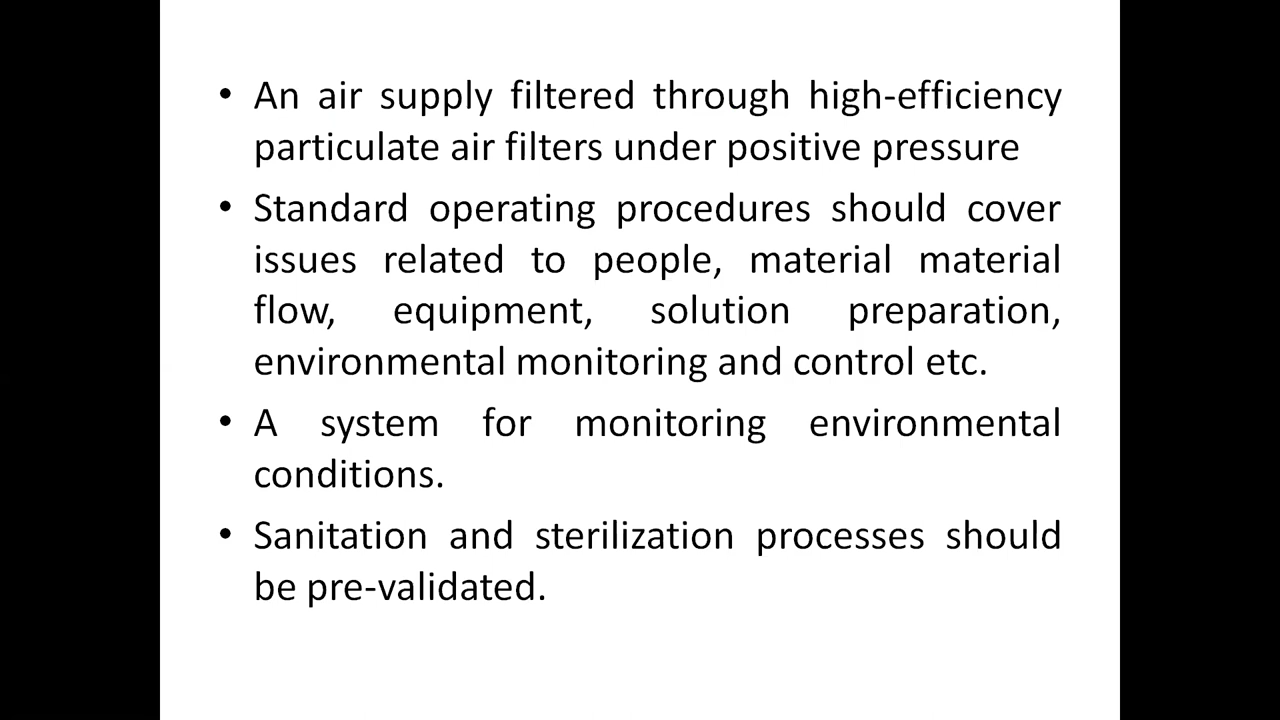 • An air supply filtered through high-efficiency
particulate air filters under positive pressure
• Standard operating procedures should cover
issues related to people, material material
flow, equipment, solution preparation,
environmental monitoring and control etc.
• A system for monitoring environmental
conditions.
• Sanitation and sterilization processes should
be pre-validated.